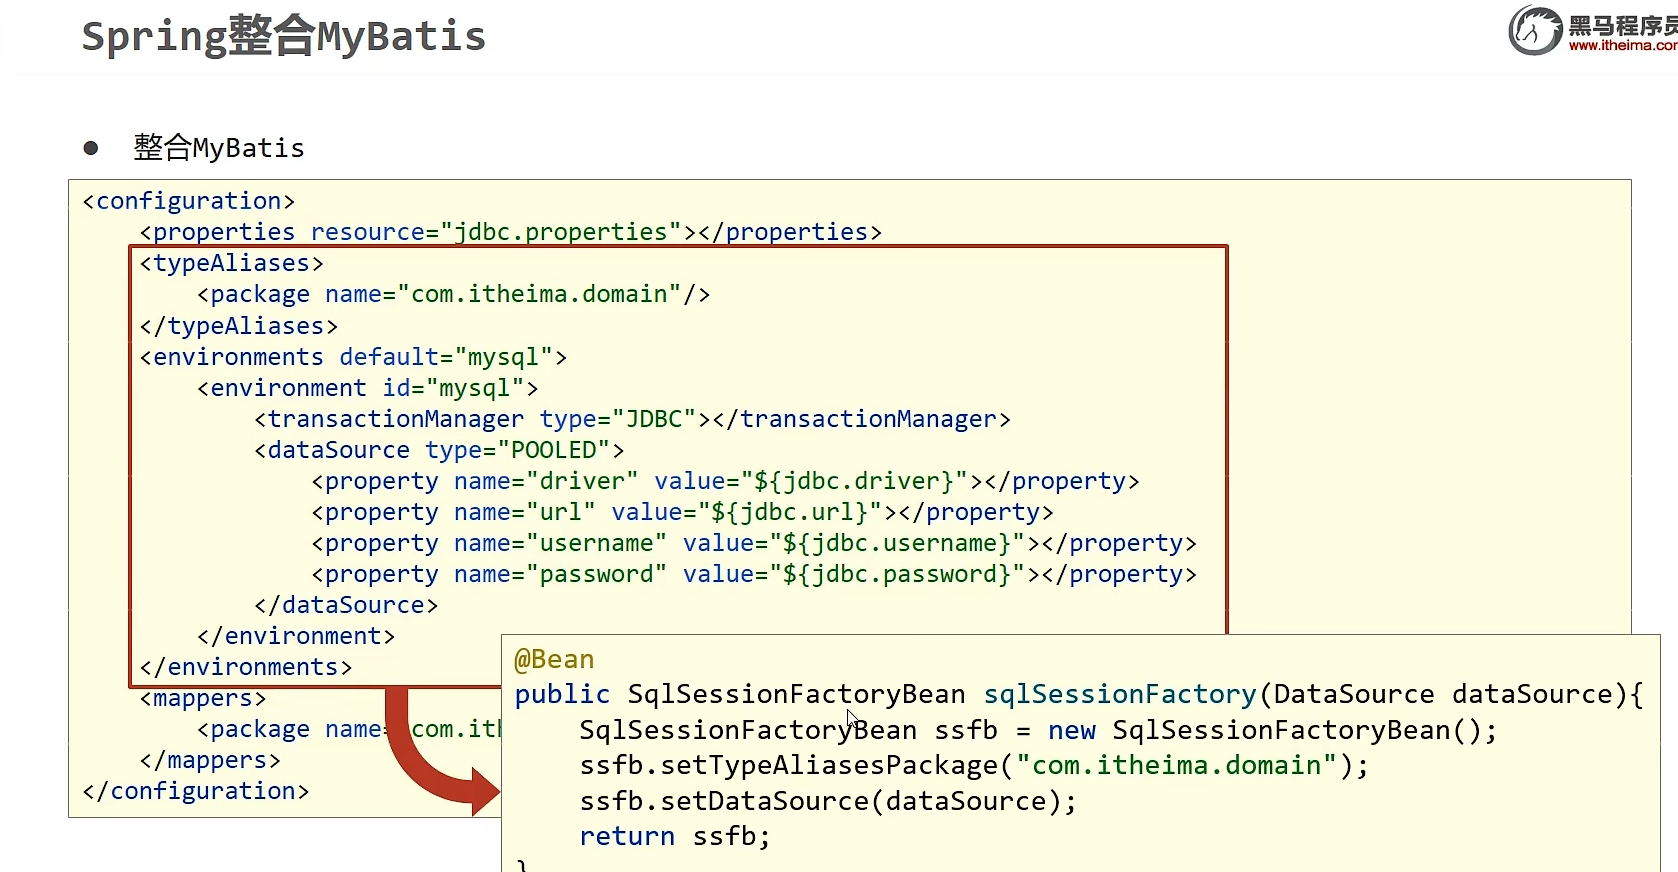 Spring整合MyBatis
黑马程序员
www.itheima.com
● 整合MyBatis
<configuration>
    <properties resource="jdbc.properties"></properties>
    <typeAliases>
        <package name="com.itheima.domain"/>
    </typeAliases>
    <environments default="mysql">
        <environment id="mysql">
            <transactionManager type="JDBC"></transactionManager>
            <dataSource type="POOLED">
                <property name="driver" value="${jdbc.driver}"></property>
                <property name="url" value="${jdbc.url}"></property>
                <property name="username" value="${jdbc.username}"></property>
                <property name="password" value="${jdbc.password}"></property>
            </dataSource>
        </environment>
    </environments>
    <mappers>
        <package name= com.ith
    </mappers>
</configuration>
@Bean
public SqlSessionFactoryBean sqlSessionFactory(DataSource dataSource){
    SqlSessionFactoryBean ssfb = new SqlSessionFactoryBean();
    ssfb.setTypeAliasesPackage("com.itheima.domain");
    ssfb.setDataSource(dataSource);
    return ssfb;
}